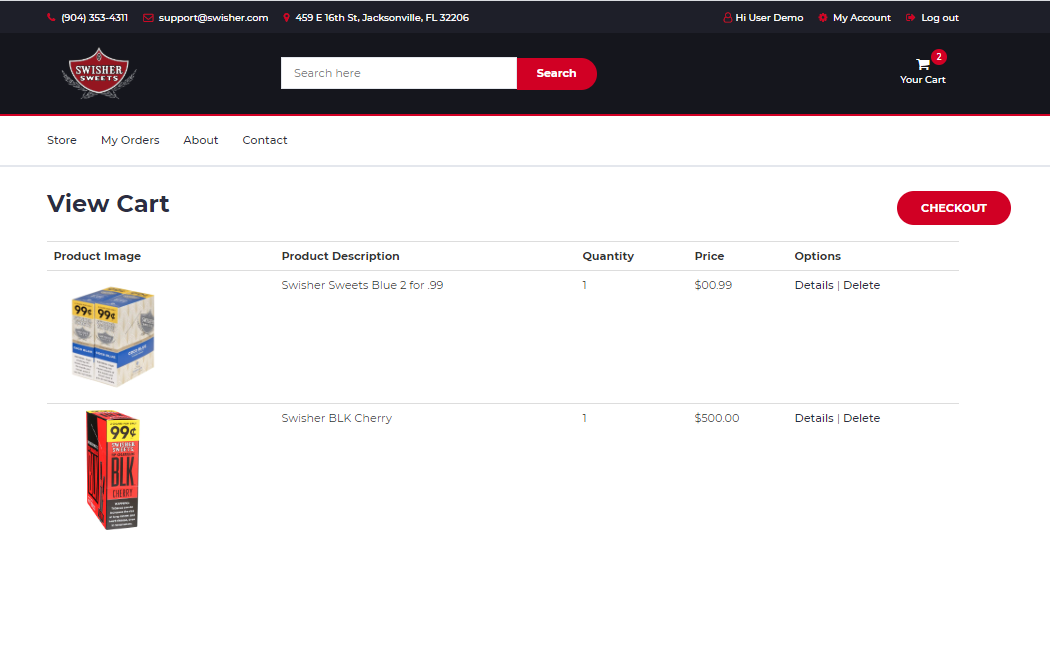 (904) 353-4311 support@swisher.com 459 E 16th St, Jacksonville, FL 32206 Hi User Demo My Account Log out
SWISHER
SWEETS
Search here Search
2
Your Cart
Store My Orders About Contact
View Cart CHECKOUT
Product Image Product Description Quantity Price Options
Swisher Sweets Blue 2 for .99 1 $00.99 Details | Delete
99¢ 99¢
Swisher BLK Cherry 1 $500.00 Details | Delete
99¢
SWISHER
SWEETS
BLK
CHERRY